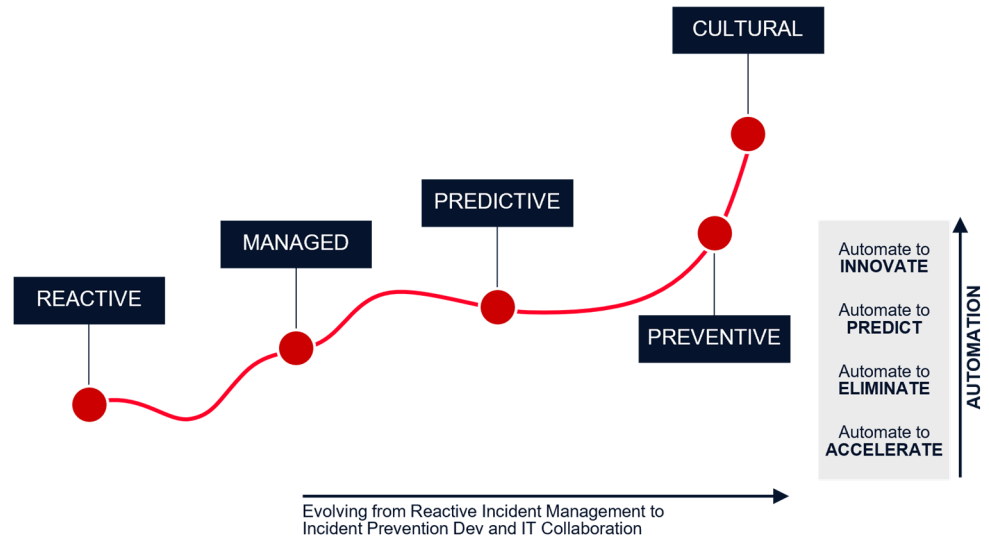 CULTURAL
PREDICTIVE
MANAGED
REACTIVE
PREVENTIVE
Automate to
INNOVATE
Automate to
PREDICT
Automate to
ELIMINATE
Automate to
ACCELERATE
AUTOMATION
Evolving from Reactive Incident Management to
Incident Prevention Dev and IT Collaboration